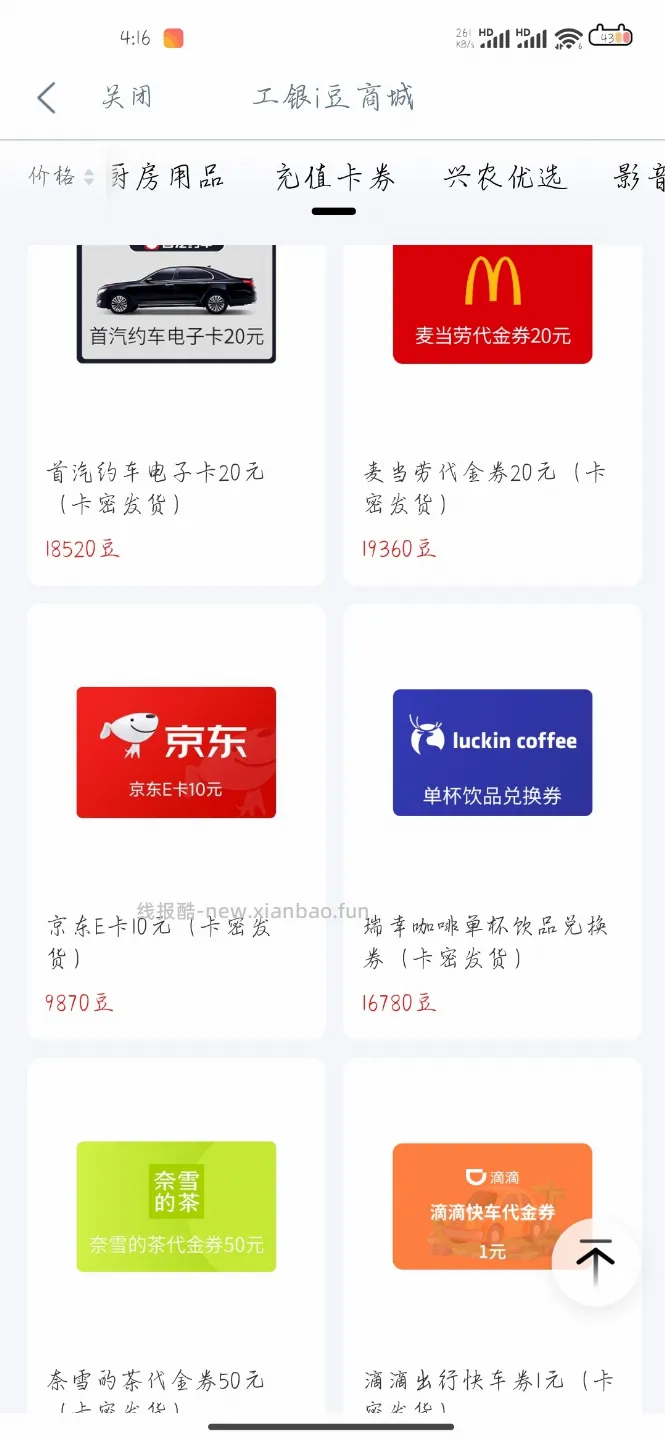 4:16
261
KB/s
HD
HD
6
43
关闭
工银i豆商城
价格
厨房用品
充值卡券
兴农优选
影音
首汽约车电子卡20元
麦当劳代金券20元
首汽约车电子卡20元
（卡密发货）
18520豆
麦当劳代金券20元（卡
密发货）
19360豆
京东
京东E卡10元
luckin coffee
单杯饮品兑换券
线报酷-new.xianbao.fun
京东E卡10元（卡密发
货）
9870豆
瑞幸咖啡单杯饮品兑换
券（卡密发货）
16780豆
奈雪
的茶
奈雪的茶代金券50元
滴滴
滴滴快车代金券
1元
奈雪的茶代金券50元
（卡密发货）
滴滴出行快车券1元（卡
密发货）